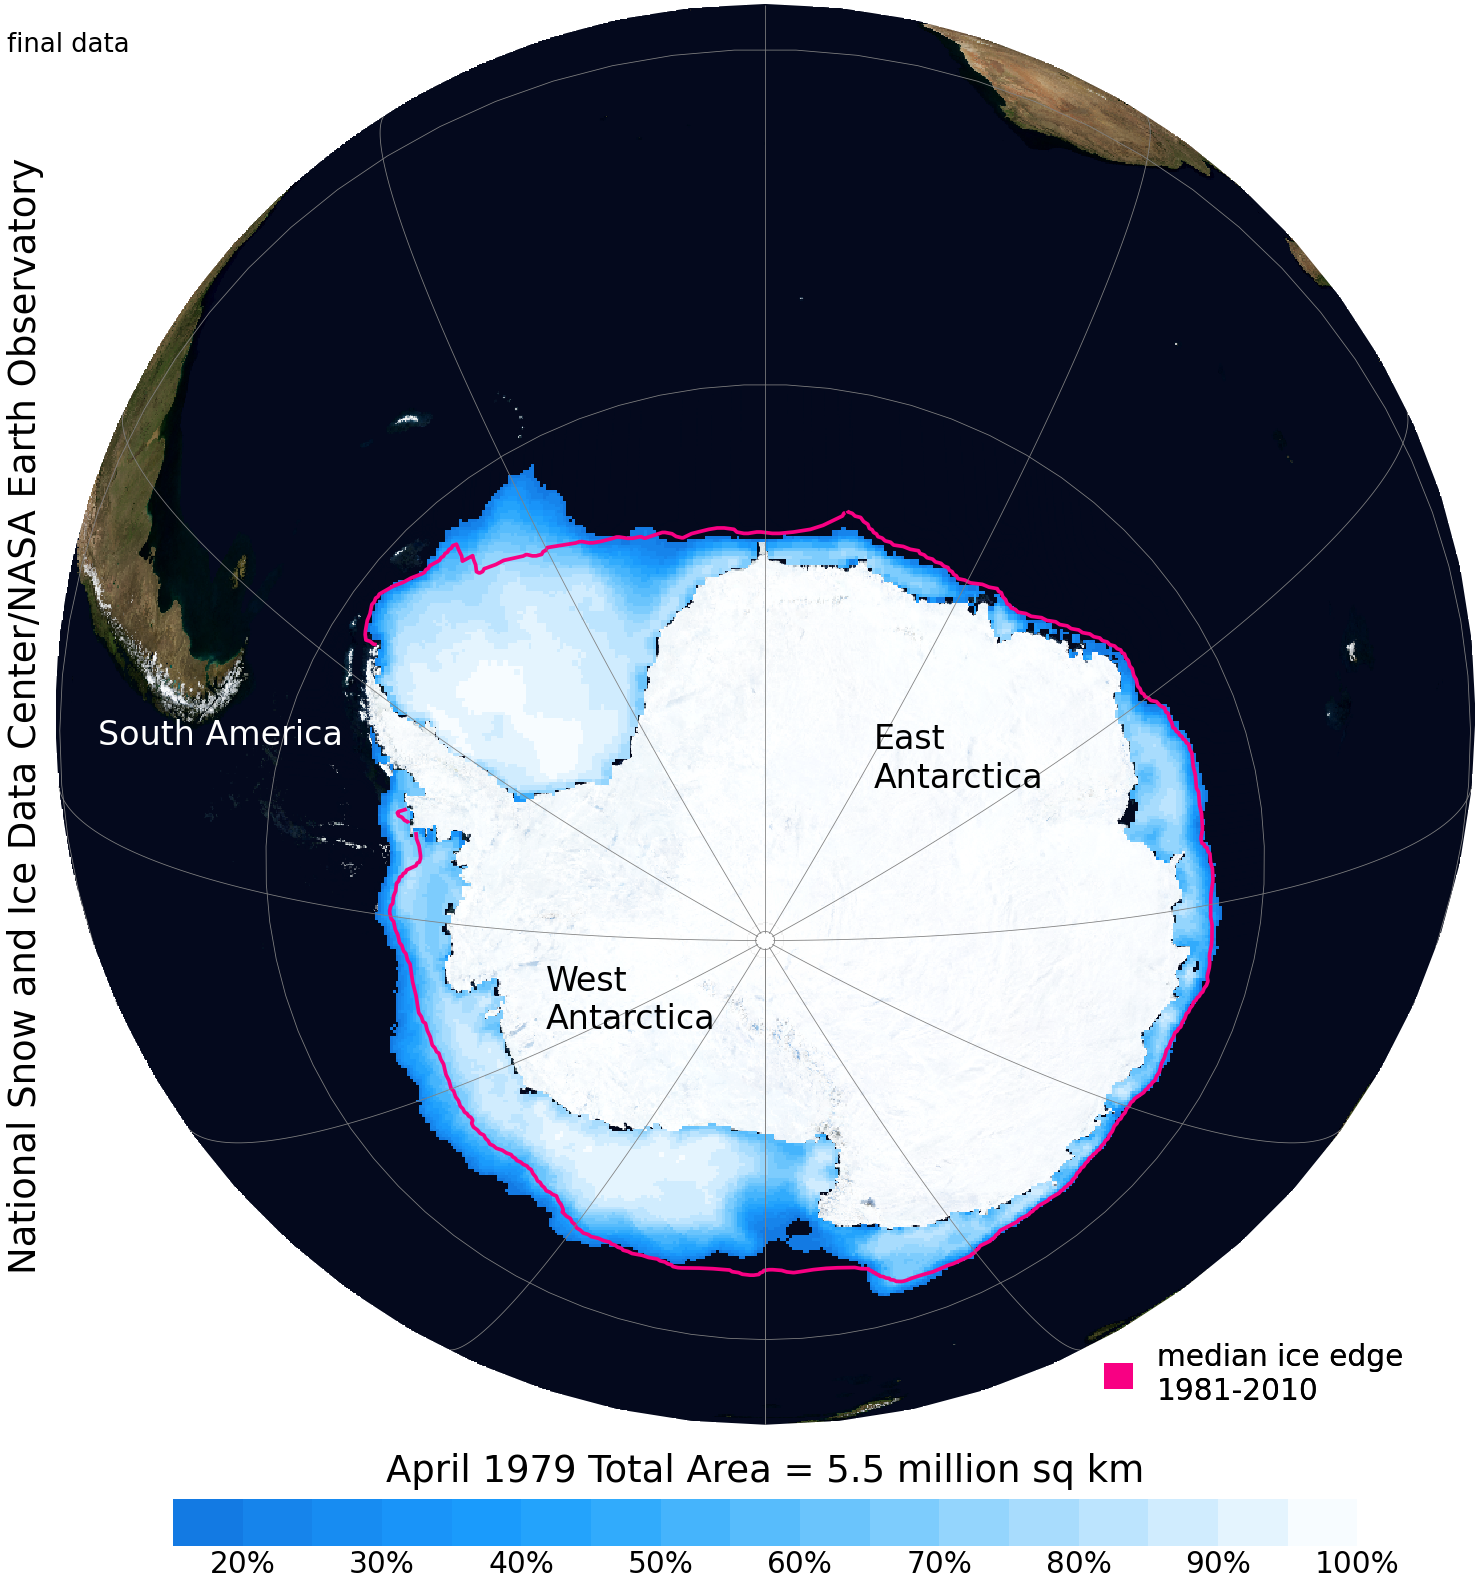 final data
National Snow and Ice Data Center/NASA Earth Observatory
South America
East
Antarctica
West
Antarctica
median ice edge
1981-2010
April 1979 Total Area = 5.5 million sq km
20% 30% 40% 50% 60% 70% 80% 90% 100%